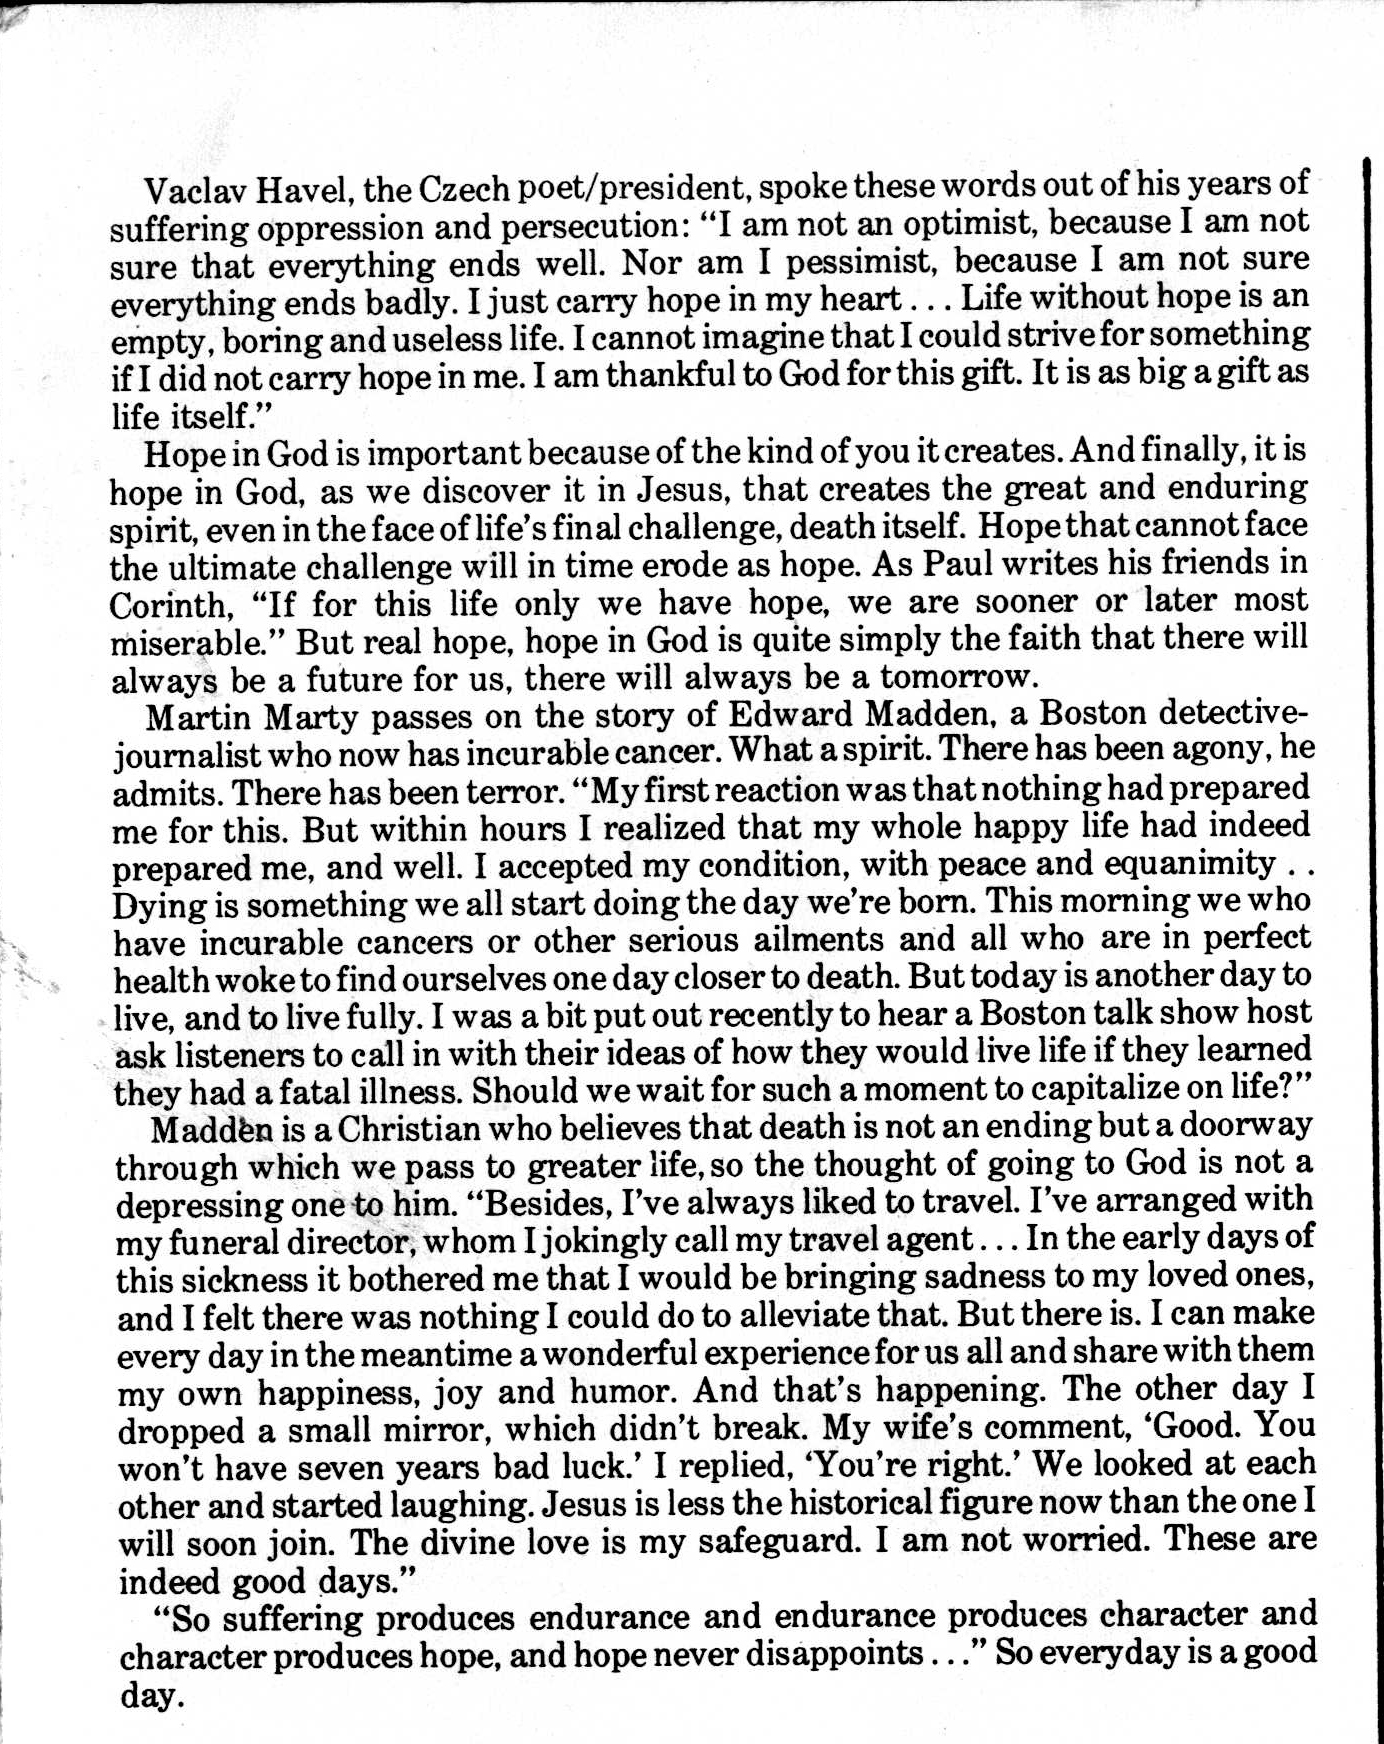 Vaclav Havel, the Czech poet/president, spoke these words out of his years of
suffering oppression and persecution: “I am not an optimist, because I am not
sure that everything ends well. Nor am I pessimist, because I am not sure
everything ends badly. I just carry hope in my heart . . . Life without hope is an
empty, boring and useless life. I cannot imagine that I could strive for something
if I did not carry hope in me. I am thankful to God for this gift. It is as big a gift as
life itself.”
Hope in God is important because of the kind of you it creates. And finally, it is
hope in God, as we discover it in Jesus, that creates the great and enduring
spirit, even in the face of life’s final challenge, death itself. Hope that cannot face
the ultimate challenge will in time erode as hope. As Paul writes his friends in
Corinth, “If for this life only we have hope, we are sooner or later most
miserable.” But real hope, hope in God is quite simply the faith that there will
always be a future for us, there will always be a tomorrow.
Martin Marty passes on the story of Edward Madden, a Boston detective-
journalist who now has incurable cancer. What a spirit. There has been agony, he
admits. There has been terror. “My first reaction was that nothing had prepared
me for this. But within hours I realized that my whole happy life had indeed
prepared me, and well. I accepted my condition, with peace and equanimity . .
Dying is something we all start doing the day we’re born. This morning we who
have incurable cancers or other serious ailments and all who are in perfect
health woke to find ourselves one day closer to death. But today is another day to
live, and to live fully. I was a bit put out recently to hear a Boston talk show host
ask listeners to call in with their ideas of how they would live life if they learned
they had a fatal illness. Should we wait for such a moment to capitalize on life?”
Madden is a Christian who believes that death is not an ending but a doorway
through which we pass to greater life, so the thought of going to God is not a
depressing one to him. “Besides, I’ve always liked to travel. I’ve arranged with
my funeral director, whom I jokingly call my travel agent . . . In the early days of
this sickness it bothered me that I would be bringing sadness to my loved ones,
and I felt there was nothing I could do to alleviate that. But there is. I can make
every day in the meantime a wonderful experience for us all and share with them
my own happiness, joy and humor. And that’s happening. The other day I
dropped a small mirror, which didn’t break. My wife’s comment, ‘Good. You
won’t have seven years bad luck.’ I replied, ‘You’re right.’ We looked at each
other and started laughing. Jesus is less the historical figure now than the one I
will soon join. The divine love is my safeguard. I am not worried. These are
indeed good days.”
“So suffering produces endurance and endurance produces character and
character produces hope, and hope never disappoints . . .” So everyday is a good
day.